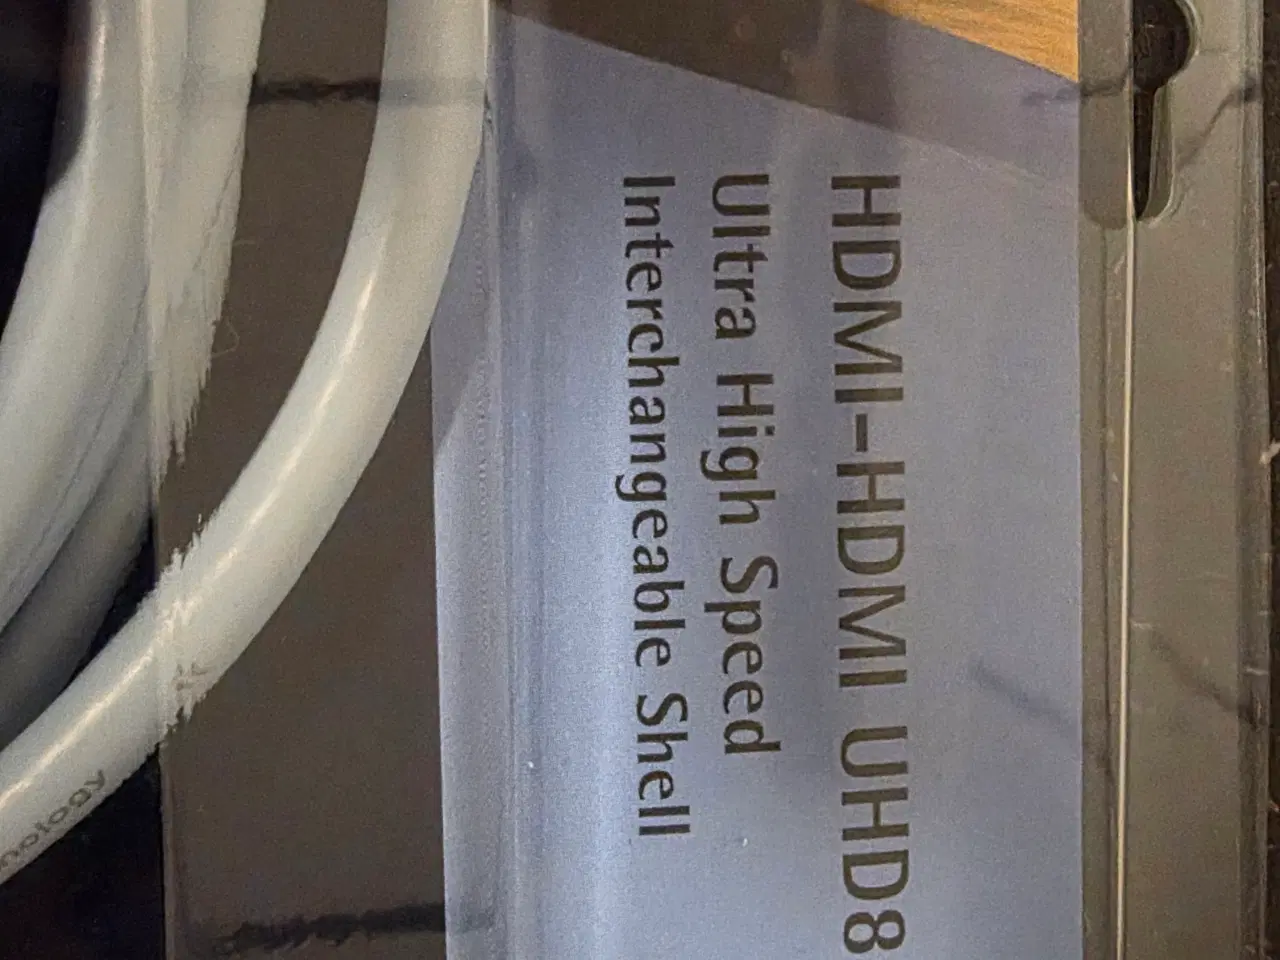 HDMI-HDMI UHD8
Ultra High Speed
Interchangeable Shell